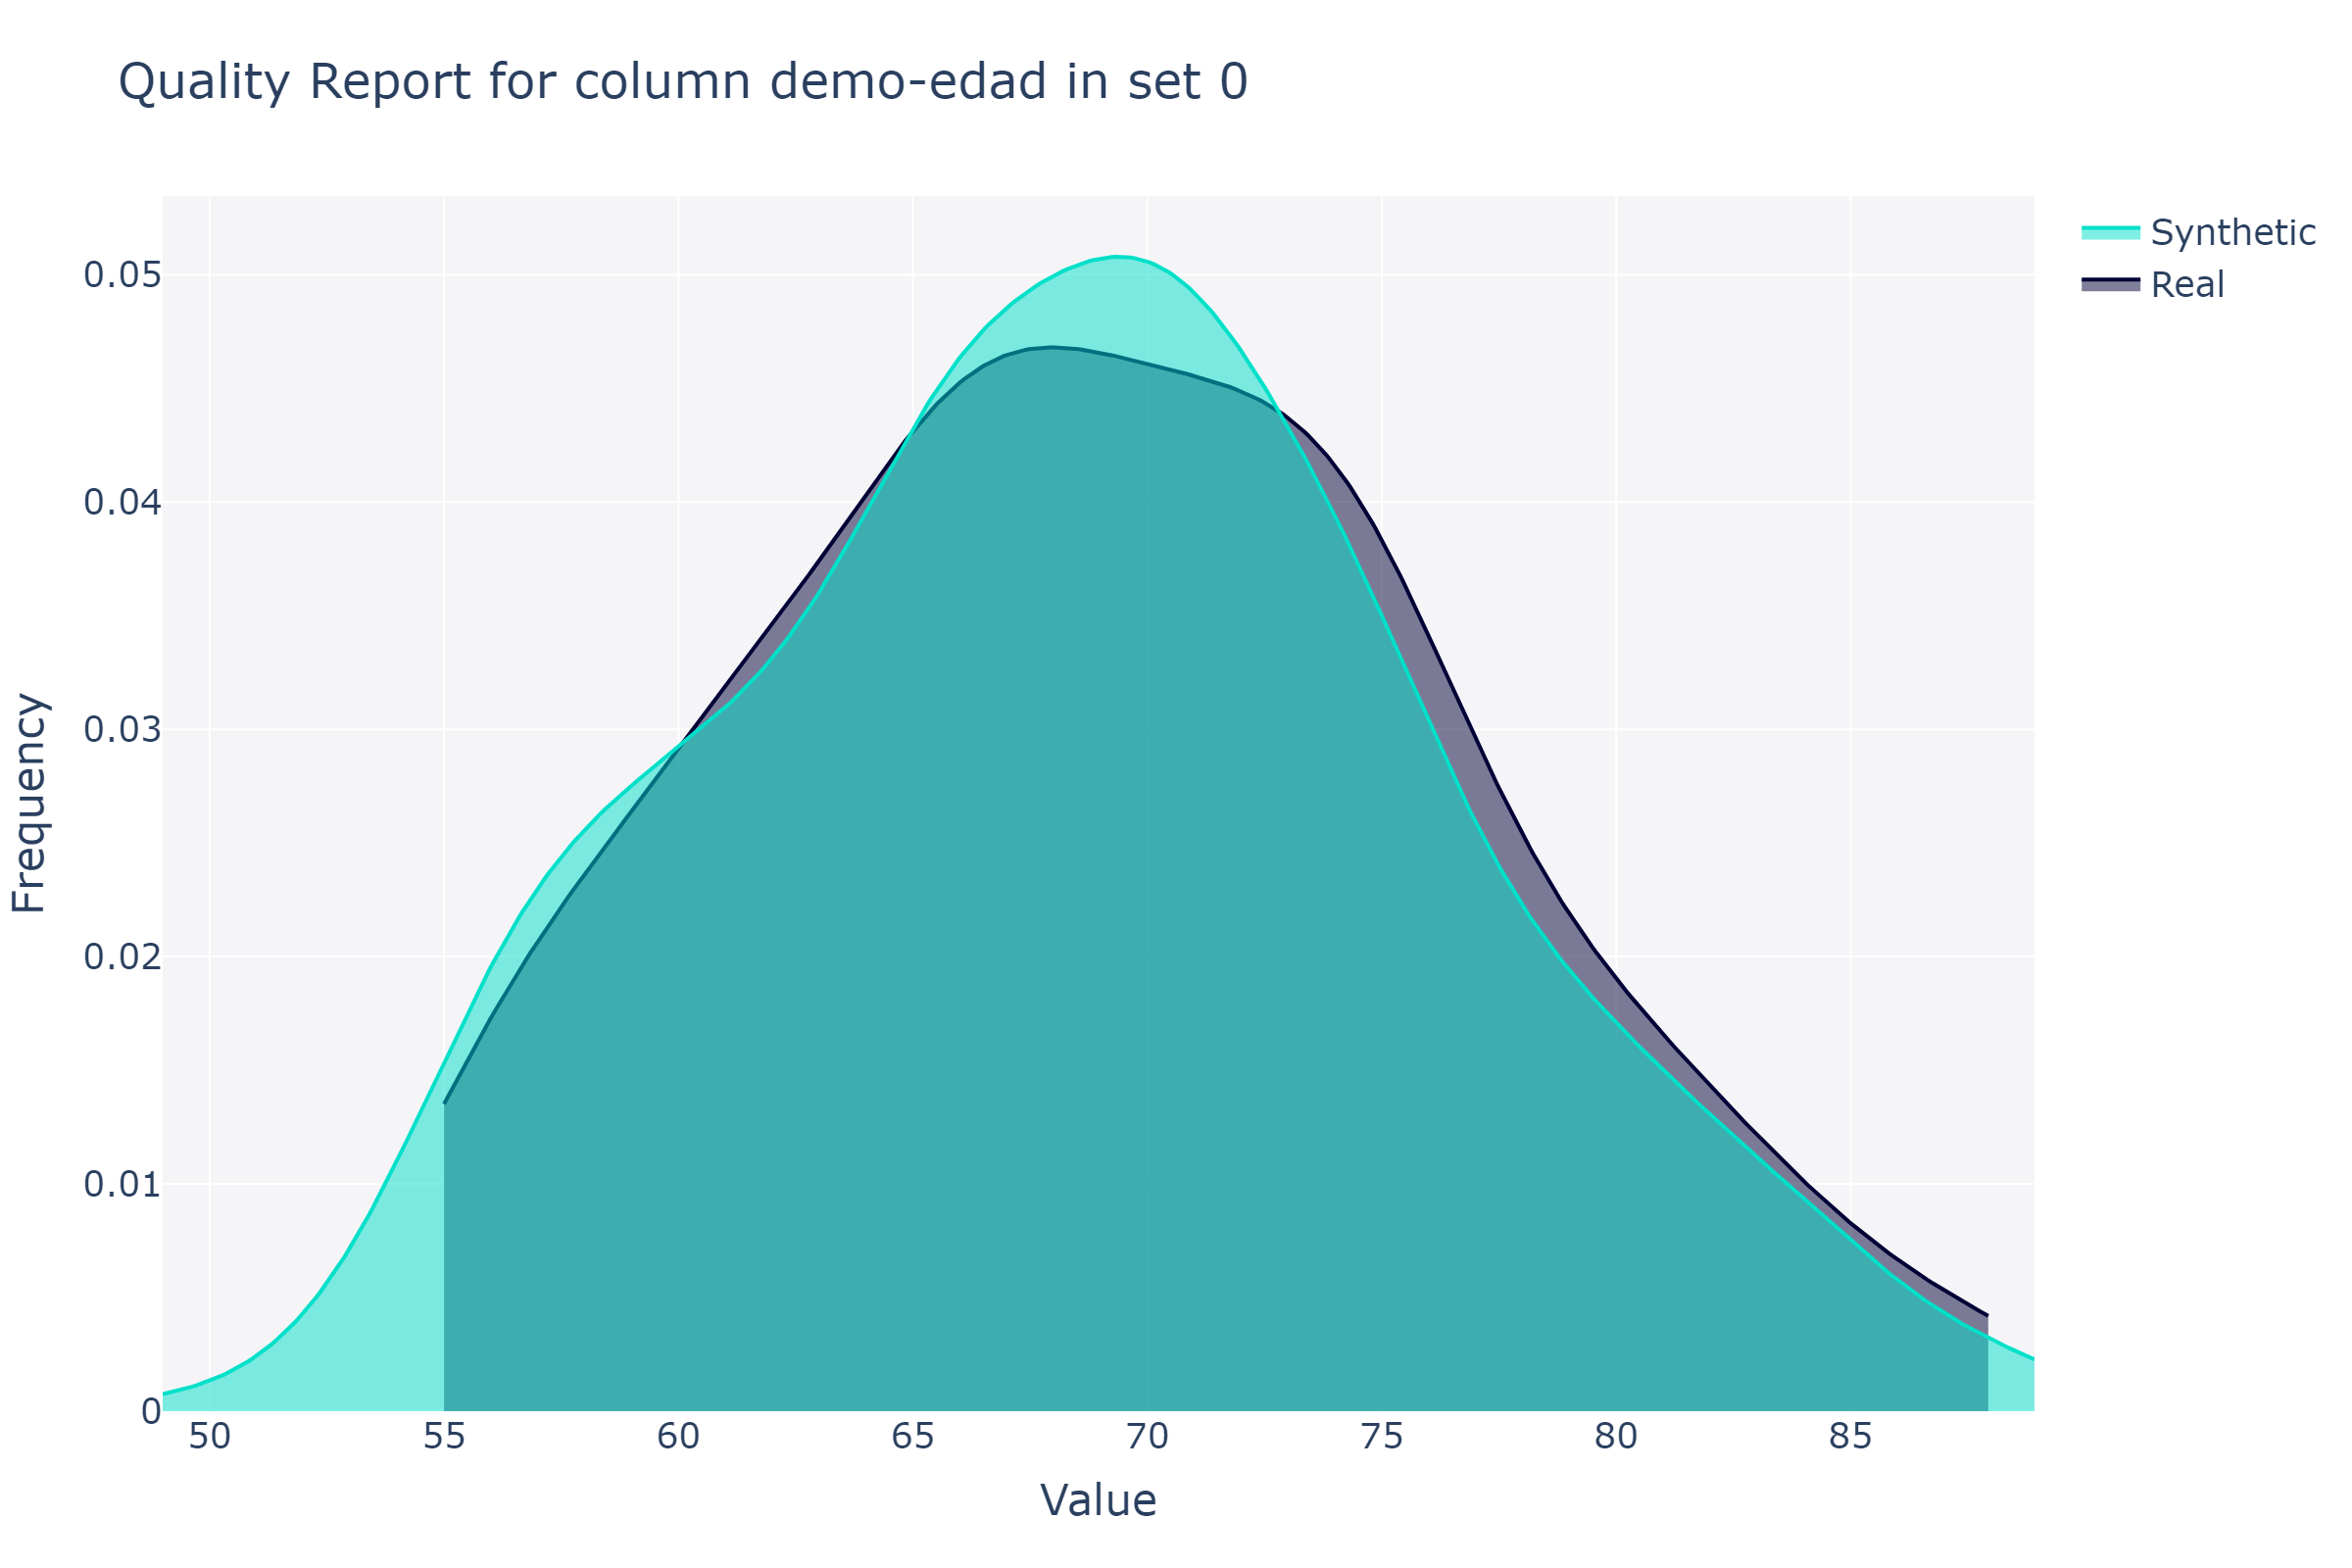 Quality Report for column demo-edad in set 0
Synthetic
Real
0.05
0.04
0.03
0.02
0.01
0
Frequency
50 55 60 65 70 75 80 85
Value